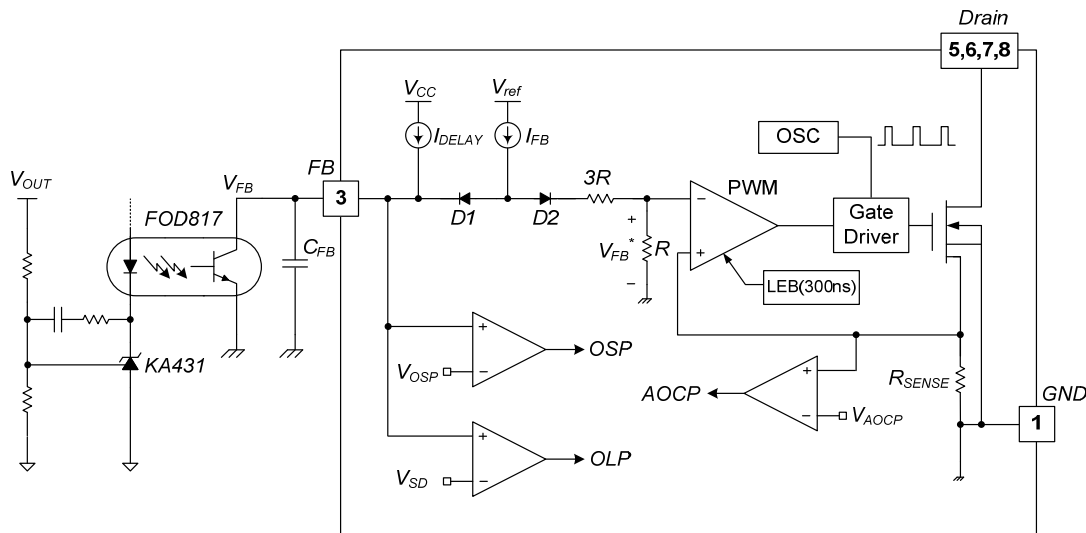 Drain
5,6,7,8
V_CC
V_ref
I_DELAY
I_FB
OSC
FB
3
V_OUT
V_FB
3R
PWM
FOD817
D1
D2
−
Gate
Driver
C_FB
+
V_FB*
R
−
+
LEB(300ns)
KA431
+
OSP
V_OSP
−
AOCP
+
−
V_AOCP
R_SENSE
GND
1
+
OLP
V_SD
−